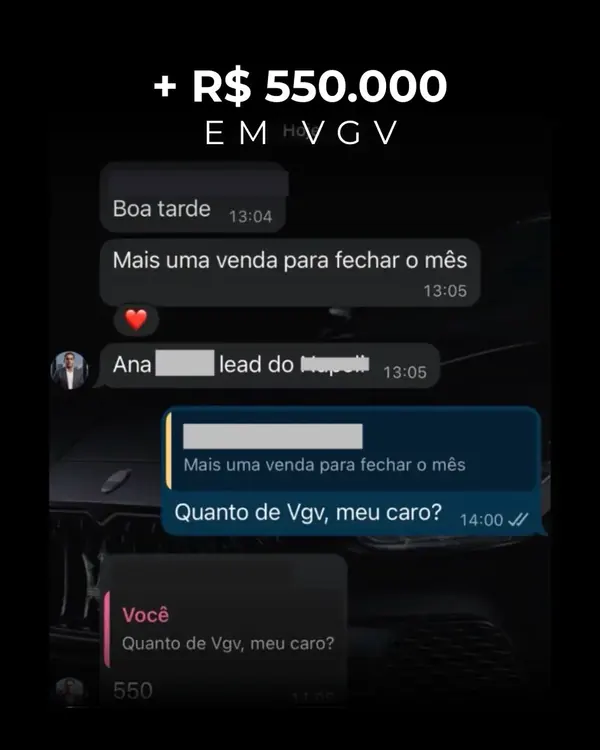 + R$ 550.000
EM VGV
Boa tarde 13:04
Mais uma venda para fechar o mês
13:05
Ana lead do 13:05
Mais uma venda para fechar o mês
Quanto de Vgv, meu caro? 14:00
Você
Quanto de Vgv, meu caro?
550